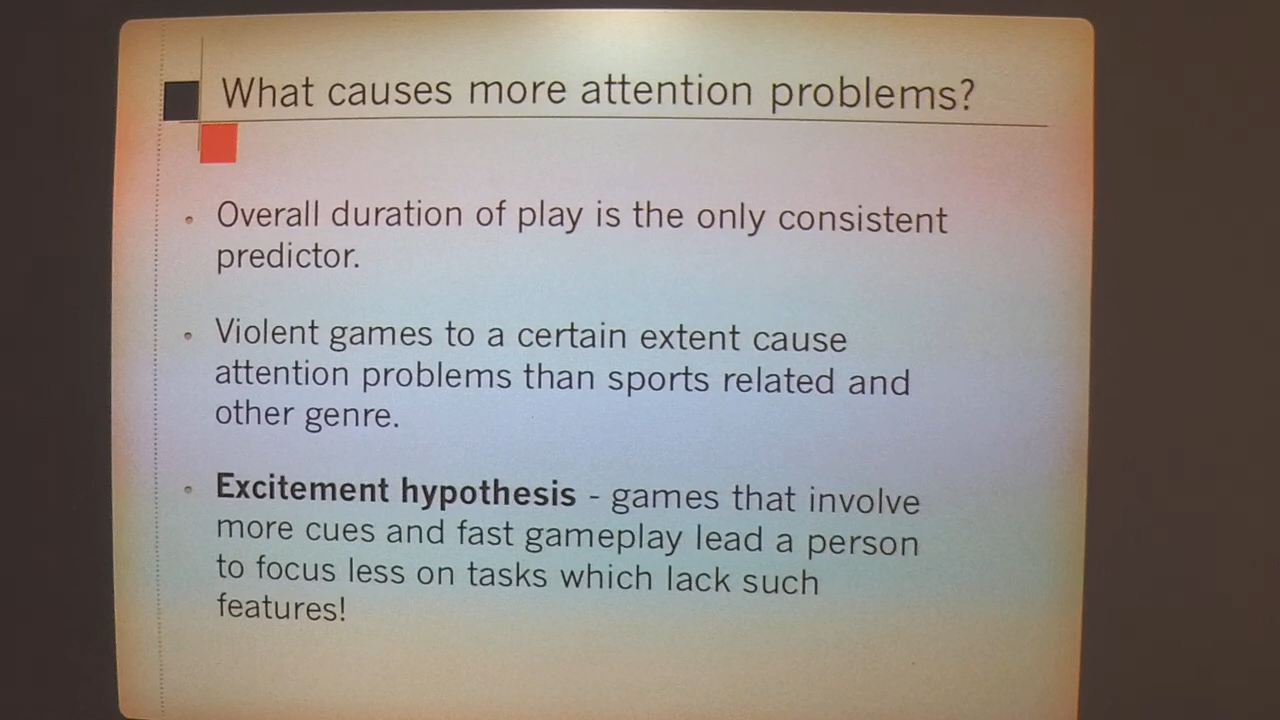 What causes more attention problems?
Overall duration of play is the only consistent
predictor.
Violent games to a certain extent cause
attention problems than sports related and
other genre.
Excitement hypothesis - games that involve
more cues and fast gameplay lead a person
to focus less on tasks which lack such
features!